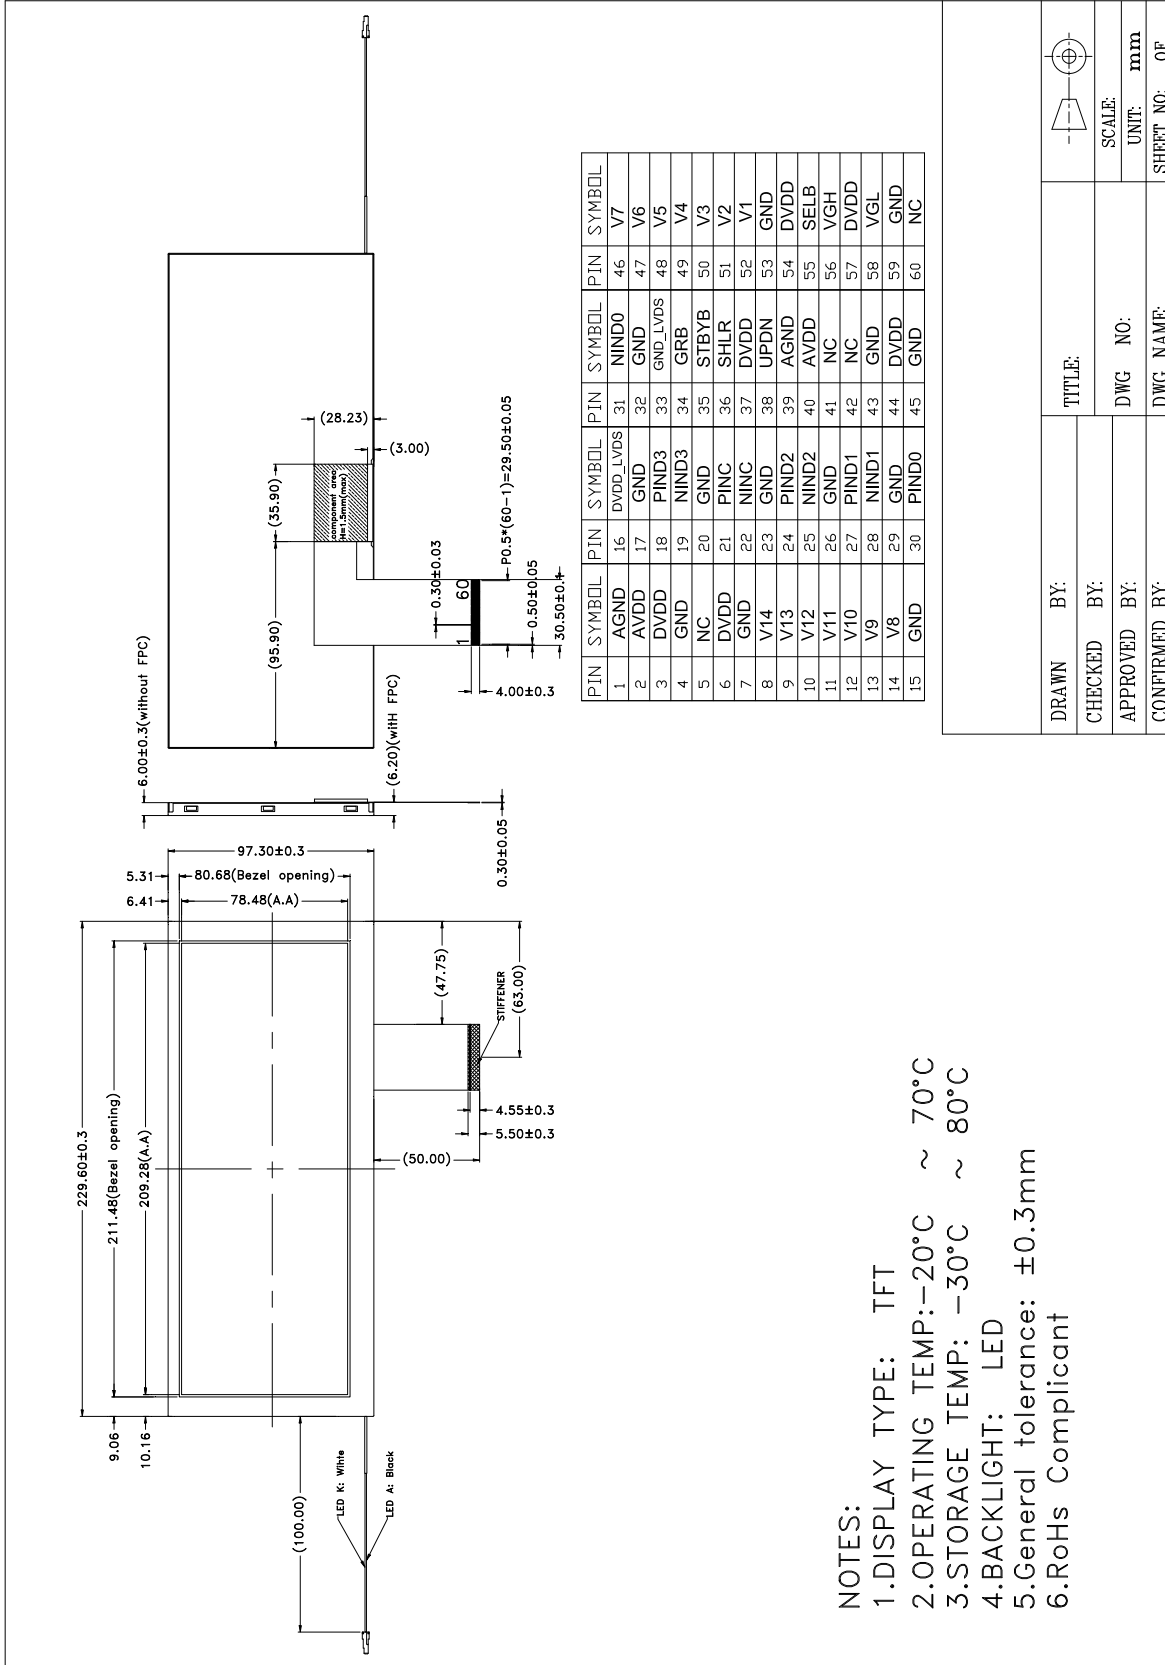 229.60±0.3
211.48(Bezel opening)
209.28(A.A)
9.06
10.16
(100.00)
LED K: Wihte
LED A: Black
97.30±0.3
5.31
80.68(Bezel opening)
6.41
78.48(A.A)
(47.75)
(63.00)
STIFFENER
4.55±0.3
5.50±0.3
(50.00)
6.00±0.3(without FPC)
(6.20)(witH FPC)
0.30±0.05
(95.90)
(35.90)
component area
H=1.5mm(max)
(28.23)
(3.00)
1 60
0.30±0.03
P0.5*(60-1)=29.50±0.05
0.50±0.05
30.50±0.1
4.00±0.3
PIN SYMBOL PIN SYMBOL PIN SYMBOL PIN SYMBOL
1 AGND 16 DVDD_LVDS 31 NIND0 46 V7
2 AVDD 17 GND 32 GND 47 V6
3 DVDD 18 PIND3 33 GND_LVDS 48 V5
4 GND 19 NIND3 34 GRB 49 V4
5 NC 20 GND 35 STBYB 50 V3
6 DVDD 21 PINC 36 SHLR 51 V2
7 GND 22 NINC 37 DVDD 52 V1
8 V14 23 GND 38 UPDN 53 GND
9 V13 24 PIND2 39 AGND 54 DVDD
10 V12 25 NIND2 40 AVDD 55 SELB
11 V11 26 GND 41 NC 56 VGH
12 V10 27 PIND1 42 NC 57 DVDD
13 V9 28 NIND1 43 GND 58 VGL
14 V8 29 GND 44 DVDD 59 GND
15 GND 30 PIND0 45 GND 60 NC
NOTES:
1.DISPLAY TYPE: TFT
2.OPERATING TEMP:-20°C ~ 70°C
3.STORAGE TEMP: -30°C ~ 80°C
4.BACKLIGHT: LED
5.General tolerance: ±0.3mm
6.RoHs Complicant
DRAWN BY:
CHECKED BY:
APPROVED BY:
CONFIRMED BY:
TITLE:
DWG NO:
DWG NAME:
SCALE:
UNIT: mm
SHEET NO: OF